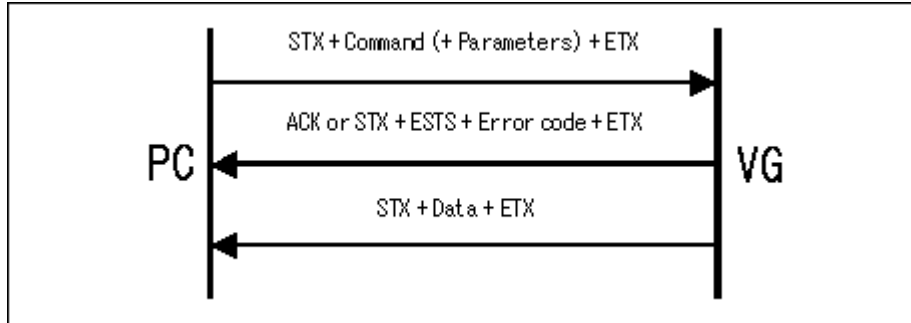 STX + Command (+ Parameters) + ETX
ACK or STX + ESTS + Error code + ETX
PC
VG
STX + Data + ETX